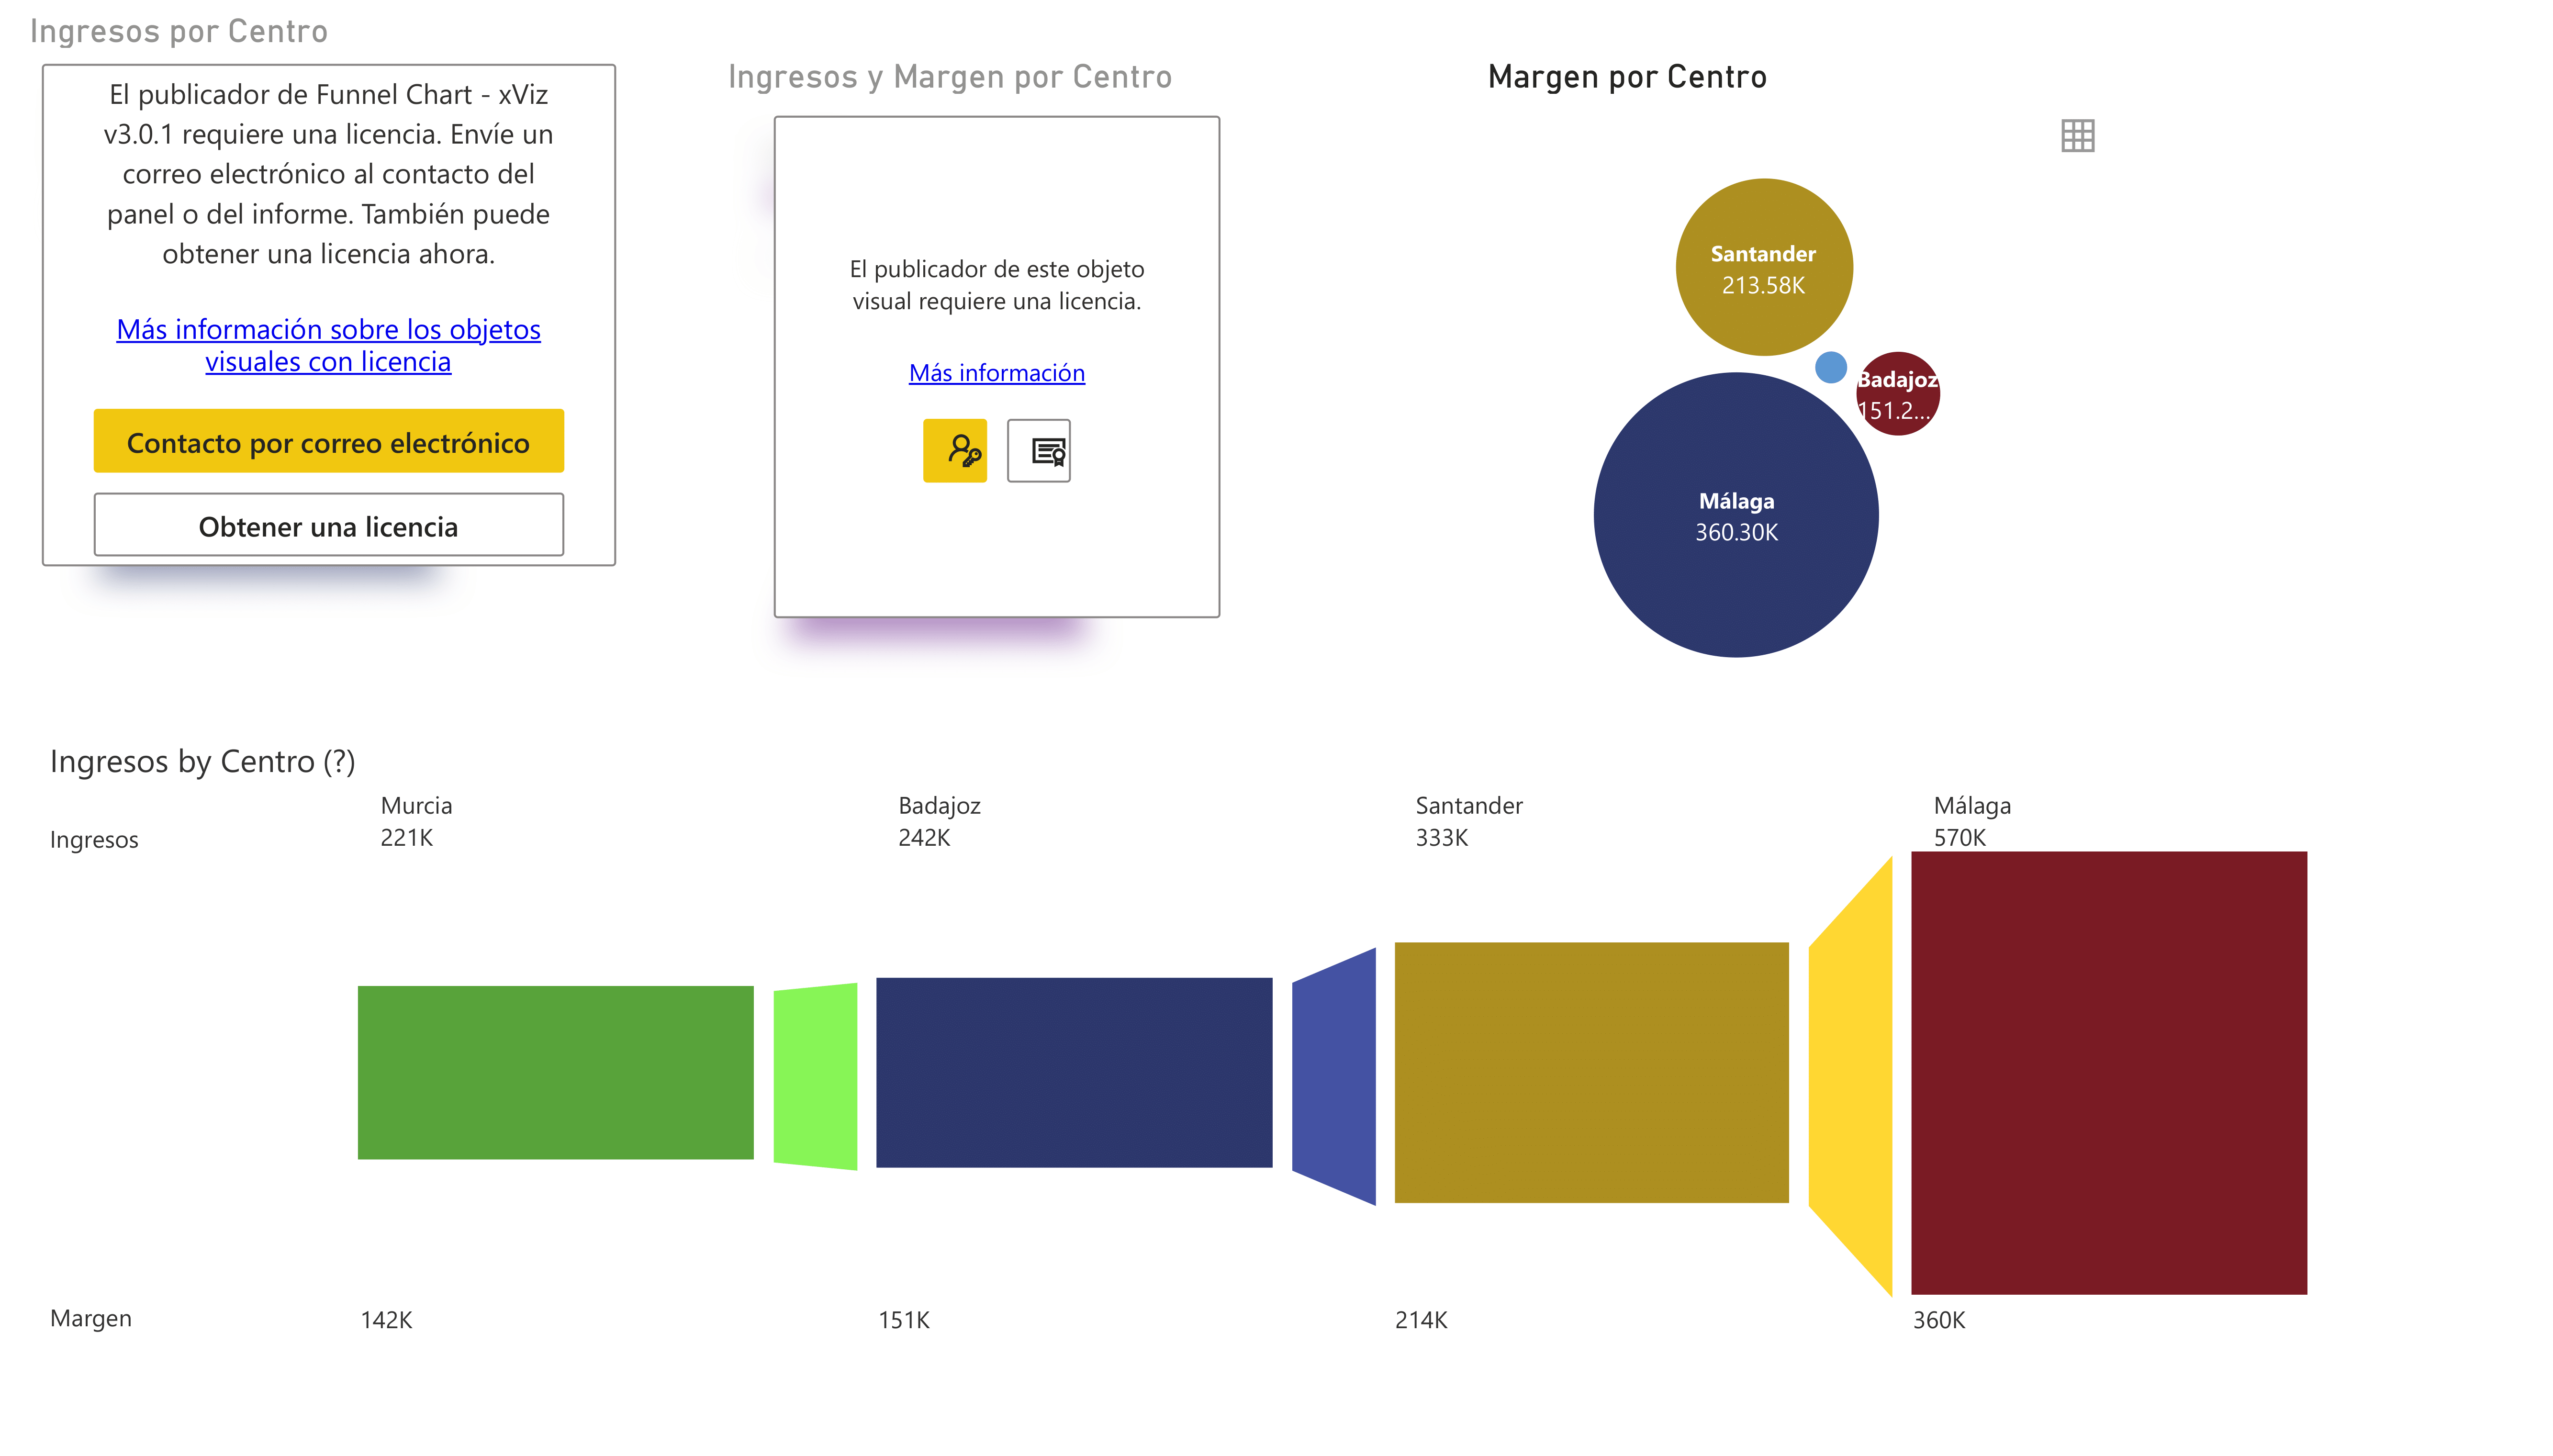 Ingresos por Centro
El publicador de Funnel Chart - xViz
v3.0.1 requiere una licencia. Envíe un
correo electrónico al contacto del
panel o del informe. También puede
obtener una licencia ahora.
Más información sobre los objetos
visuales con licencia
Contacto por correo electrónico
Obtener una licencia
Ingresos y Margen por Centro
El publicador de este objeto
visual requiere una licencia.
Más información
Margen por Centro
Santander
213.58K
Badajoz
151.2...
Málaga
360.30K
Ingresos by Centro (?)
Ingresos
Murcia
221K
Badajoz
242K
Santander
333K
Málaga
570K
Margen
142K
151K
214K
360K